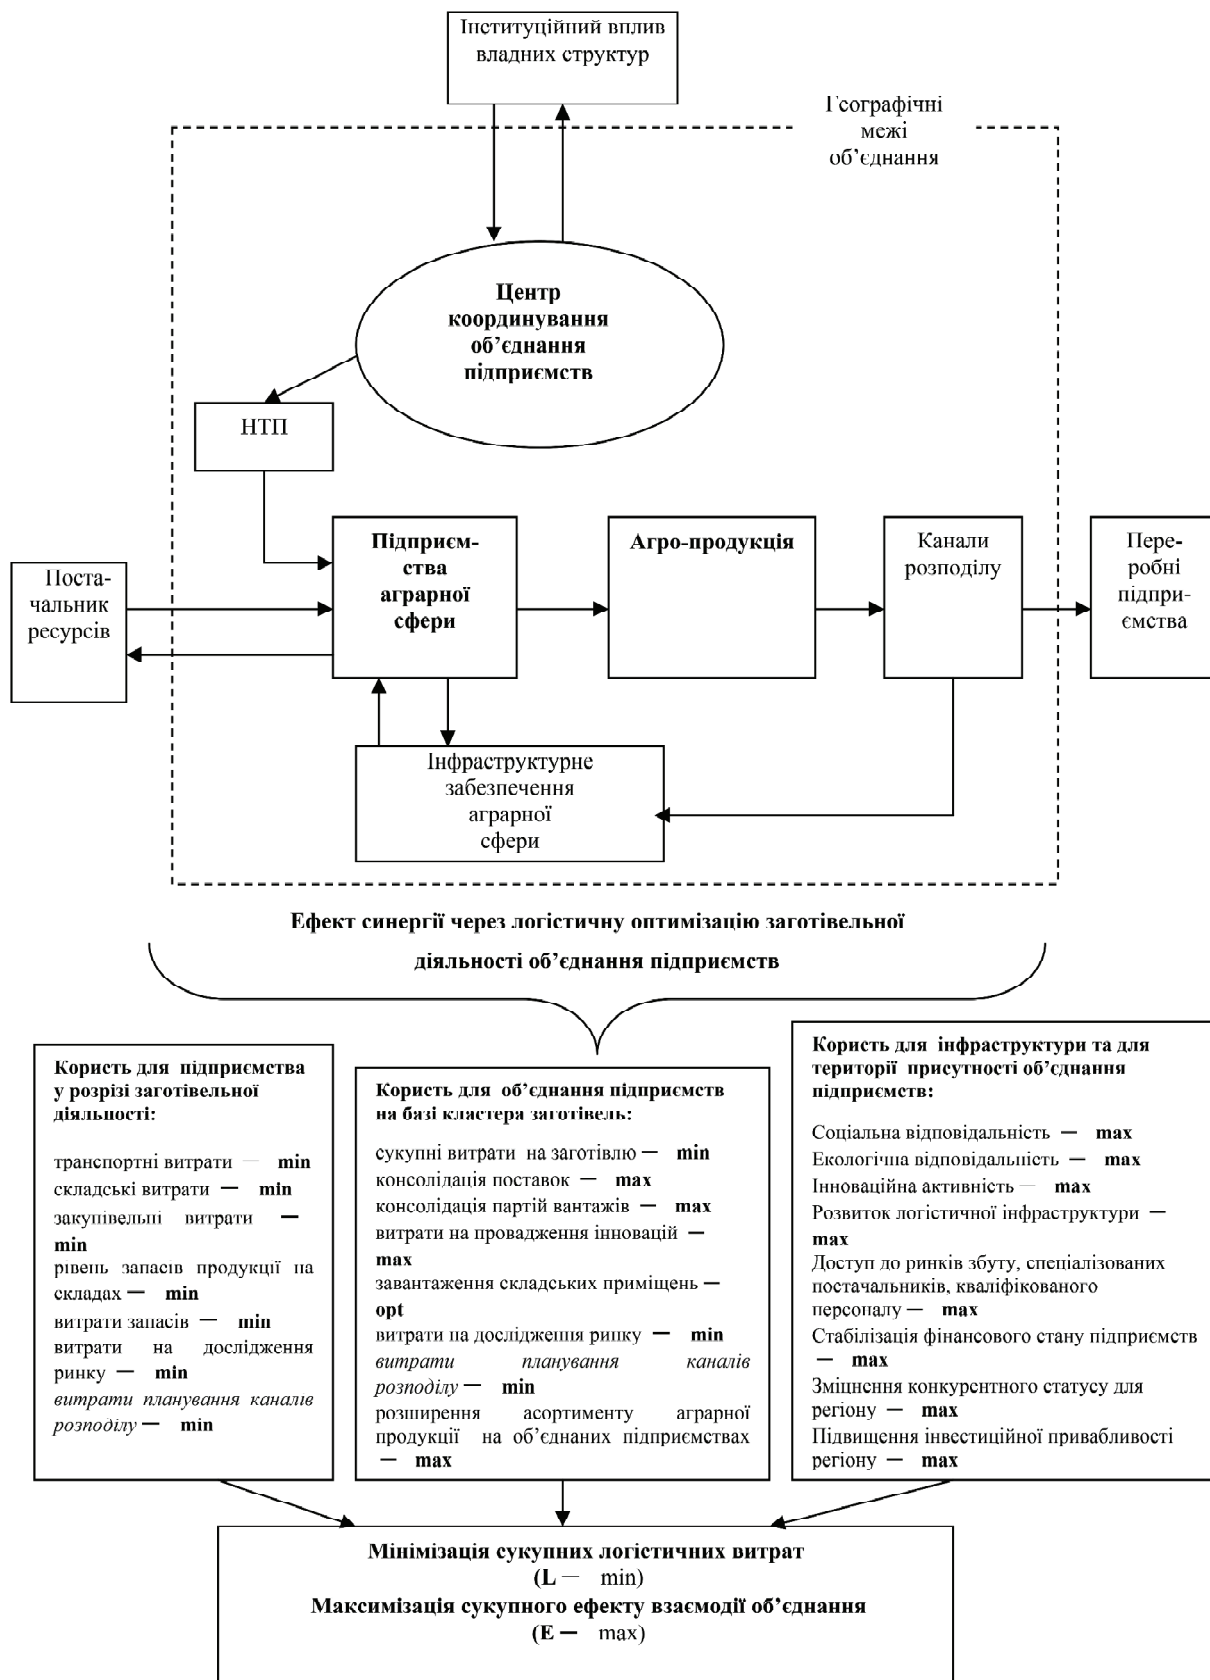 Інституційний вплив
владних структур
Географічні
межі
об’єднання
Центр
координування
об’єднання
підприємств
НТП
Підприєм-
ства
аграрної
сфери
Агро-продукція
Канали
розподілу
Пере-
робні
підпри-
ємства
Поста-
чальник
ресурсів
Інфраструктурне
забезпечення
аграрної
сфери
Ефект синергії через логістичну оптимізацію заготівельної
діяльності об’єднання підприємств
Користь для підприємства
у розрізі заготівельної
діяльності:
транспортні витрати — min
складські витрати — min
закупівельні витрати —
min
рівень запасів продукції на
складах — min
витрати запасів — min
витрати на дослідження
ринку — min
витрати планування каналів
розподілу — min
Користь для об’єднання підприємств
на базі кластера заготівель:
сукупні витрати на заготівлю — min
консолідація поставок — max
консолідація партій вантажів — max
витрати на провадження інновацій —
max
завантаження складських приміщень —
opt
витрати на дослідження ринку — min
витрати планування каналів
розподілу — min
розширення асортименту аграрної
продукції на об’єднаних підприємствах
— max
Користь для інфраструктури та для
території присутності об’єднання
підприємств:
Соціальна відповідальність — max
Екологічна відповідальність — max
Інноваційна активність — max
Розвиток логістичної інфраструктури —
max
Доступ до ринків збуту, спеціалізованих
постачальників, кваліфікованого
персоналу — max
Стабілізація фінансового стану підприємств
— max
Зміцнення конкурентного статусу для
регіону — max
Підвищення інвестиційної привабливості
регіону — max
Мінімізація сукупних логістичних витрат
(L — min)
Максимізація сукупного ефекту взаємодії об’єднання
(E — max)